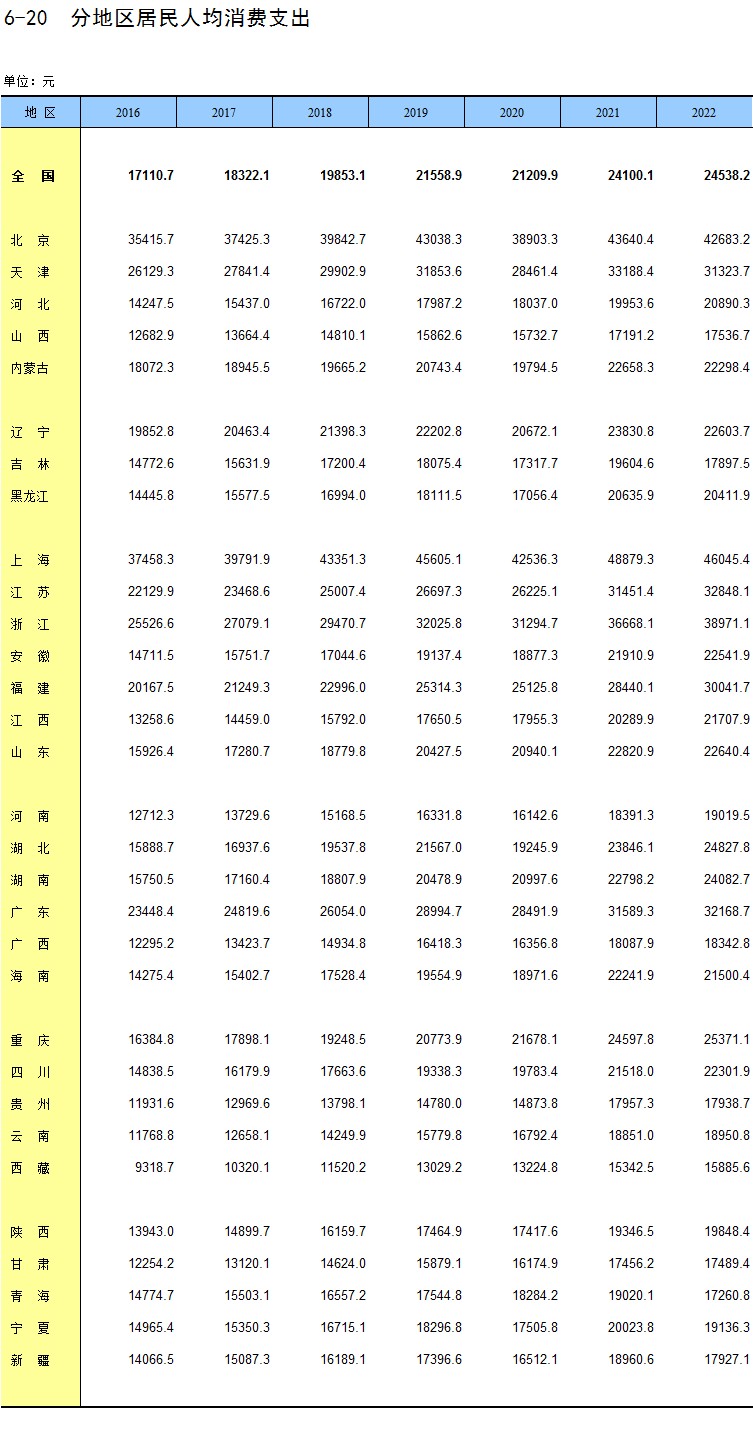 6-20 分地区居民人均消费支出
单位：元
地 区 2016 2017 2018 2019 2020 2021 2022
全 国 17110.7 18322.1 19853.1 21558.9 21209.9 24100.1 24538.2
北 京 35415.7 37425.3 39842.7 43038.3 38903.3 43640.4 42683.2
天 津 26129.3 27841.4 29902.9 31853.6 28461.4 33188.4 31323.7
河 北 14247.5 15437.0 16722.0 17987.2 18037.0 19953.6 20890.3
山 西 12682.9 13664.4 14810.1 15862.6 15732.7 17191.2 17536.7
内蒙古 18072.3 18945.5 19665.2 20743.4 19794.5 22658.3 22298.4
辽 宁 19852.8 20463.4 21398.3 22202.8 20672.1 23830.8 22603.7
吉 林 14772.6 15631.9 17200.4 18075.4 17317.7 19604.6 17897.5
黑龙江 14445.8 15577.5 16994.0 18111.5 17056.4 20635.9 20411.9
上 海 37458.3 39791.9 43351.3 45605.1 42536.3 48879.3 46045.4
江 苏 22129.9 23468.6 25007.4 26697.3 26225.1 31451.4 32848.1
浙 江 25526.6 27079.1 29470.7 32025.8 31294.7 36668.1 38971.1
安 徽 14711.5 15751.7 17044.6 19137.4 18877.3 21910.9 22541.9
福 建 20167.5 21249.3 22996.0 25314.3 25125.8 28440.1 30041.7
江 西 13258.6 14459.0 15792.0 17650.5 17955.3 20289.9 21707.9
山 东 15926.4 17280.7 18779.8 20427.5 20940.1 22820.9 22640.4
河 南 12712.3 13729.6 15168.5 16331.8 16142.6 18391.3 19019.5
湖 北 15888.7 16937.6 19537.8 21567.0 19245.9 23846.1 24827.8
湖 南 15750.5 17160.4 18807.9 20478.9 20997.6 22798.2 24082.7
广 东 23448.4 24819.6 26054.0 28994.7 28491.9 31589.3 32168.7
广 西 12295.2 13423.7 14934.8 16418.3 16356.8 18087.9 18342.8
海 南 14275.4 15402.7 17528.4 19554.9 18971.6 22241.9 21500.4
重 庆 16384.8 17898.1 19248.5 20773.9 21678.1 24597.8 25371.1
四 川 14838.5 16179.9 17663.6 19338.3 19783.4 21518.0 22301.9
贵 州 11931.6 12969.6 13798.1 14780.0 14873.8 17957.3 17938.7
云 南 11768.8 12658.1 14249.9 15779.8 16792.4 18851.0 18950.8
西 藏 9318.7 10320.1 11520.2 13029.2 13224.8 15342.5 15885.6
陕 西 13943.0 14899.7 16159.7 17464.9 17417.6 19346.5 19848.4
甘 肃 12254.2 13120.1 14624.0 15879.1 16174.9 17456.2 17489.4
青 海 14774.7 15503.1 16557.2 17544.8 18284.2 19020.1 17260.8
宁 夏 14965.4 15350.3 16715.1 18296.8 17505.8 20023.8 19136.3
新 疆 14066.5 15087.3 16189.1 17396.6 16512.1 18960.6 17927.1